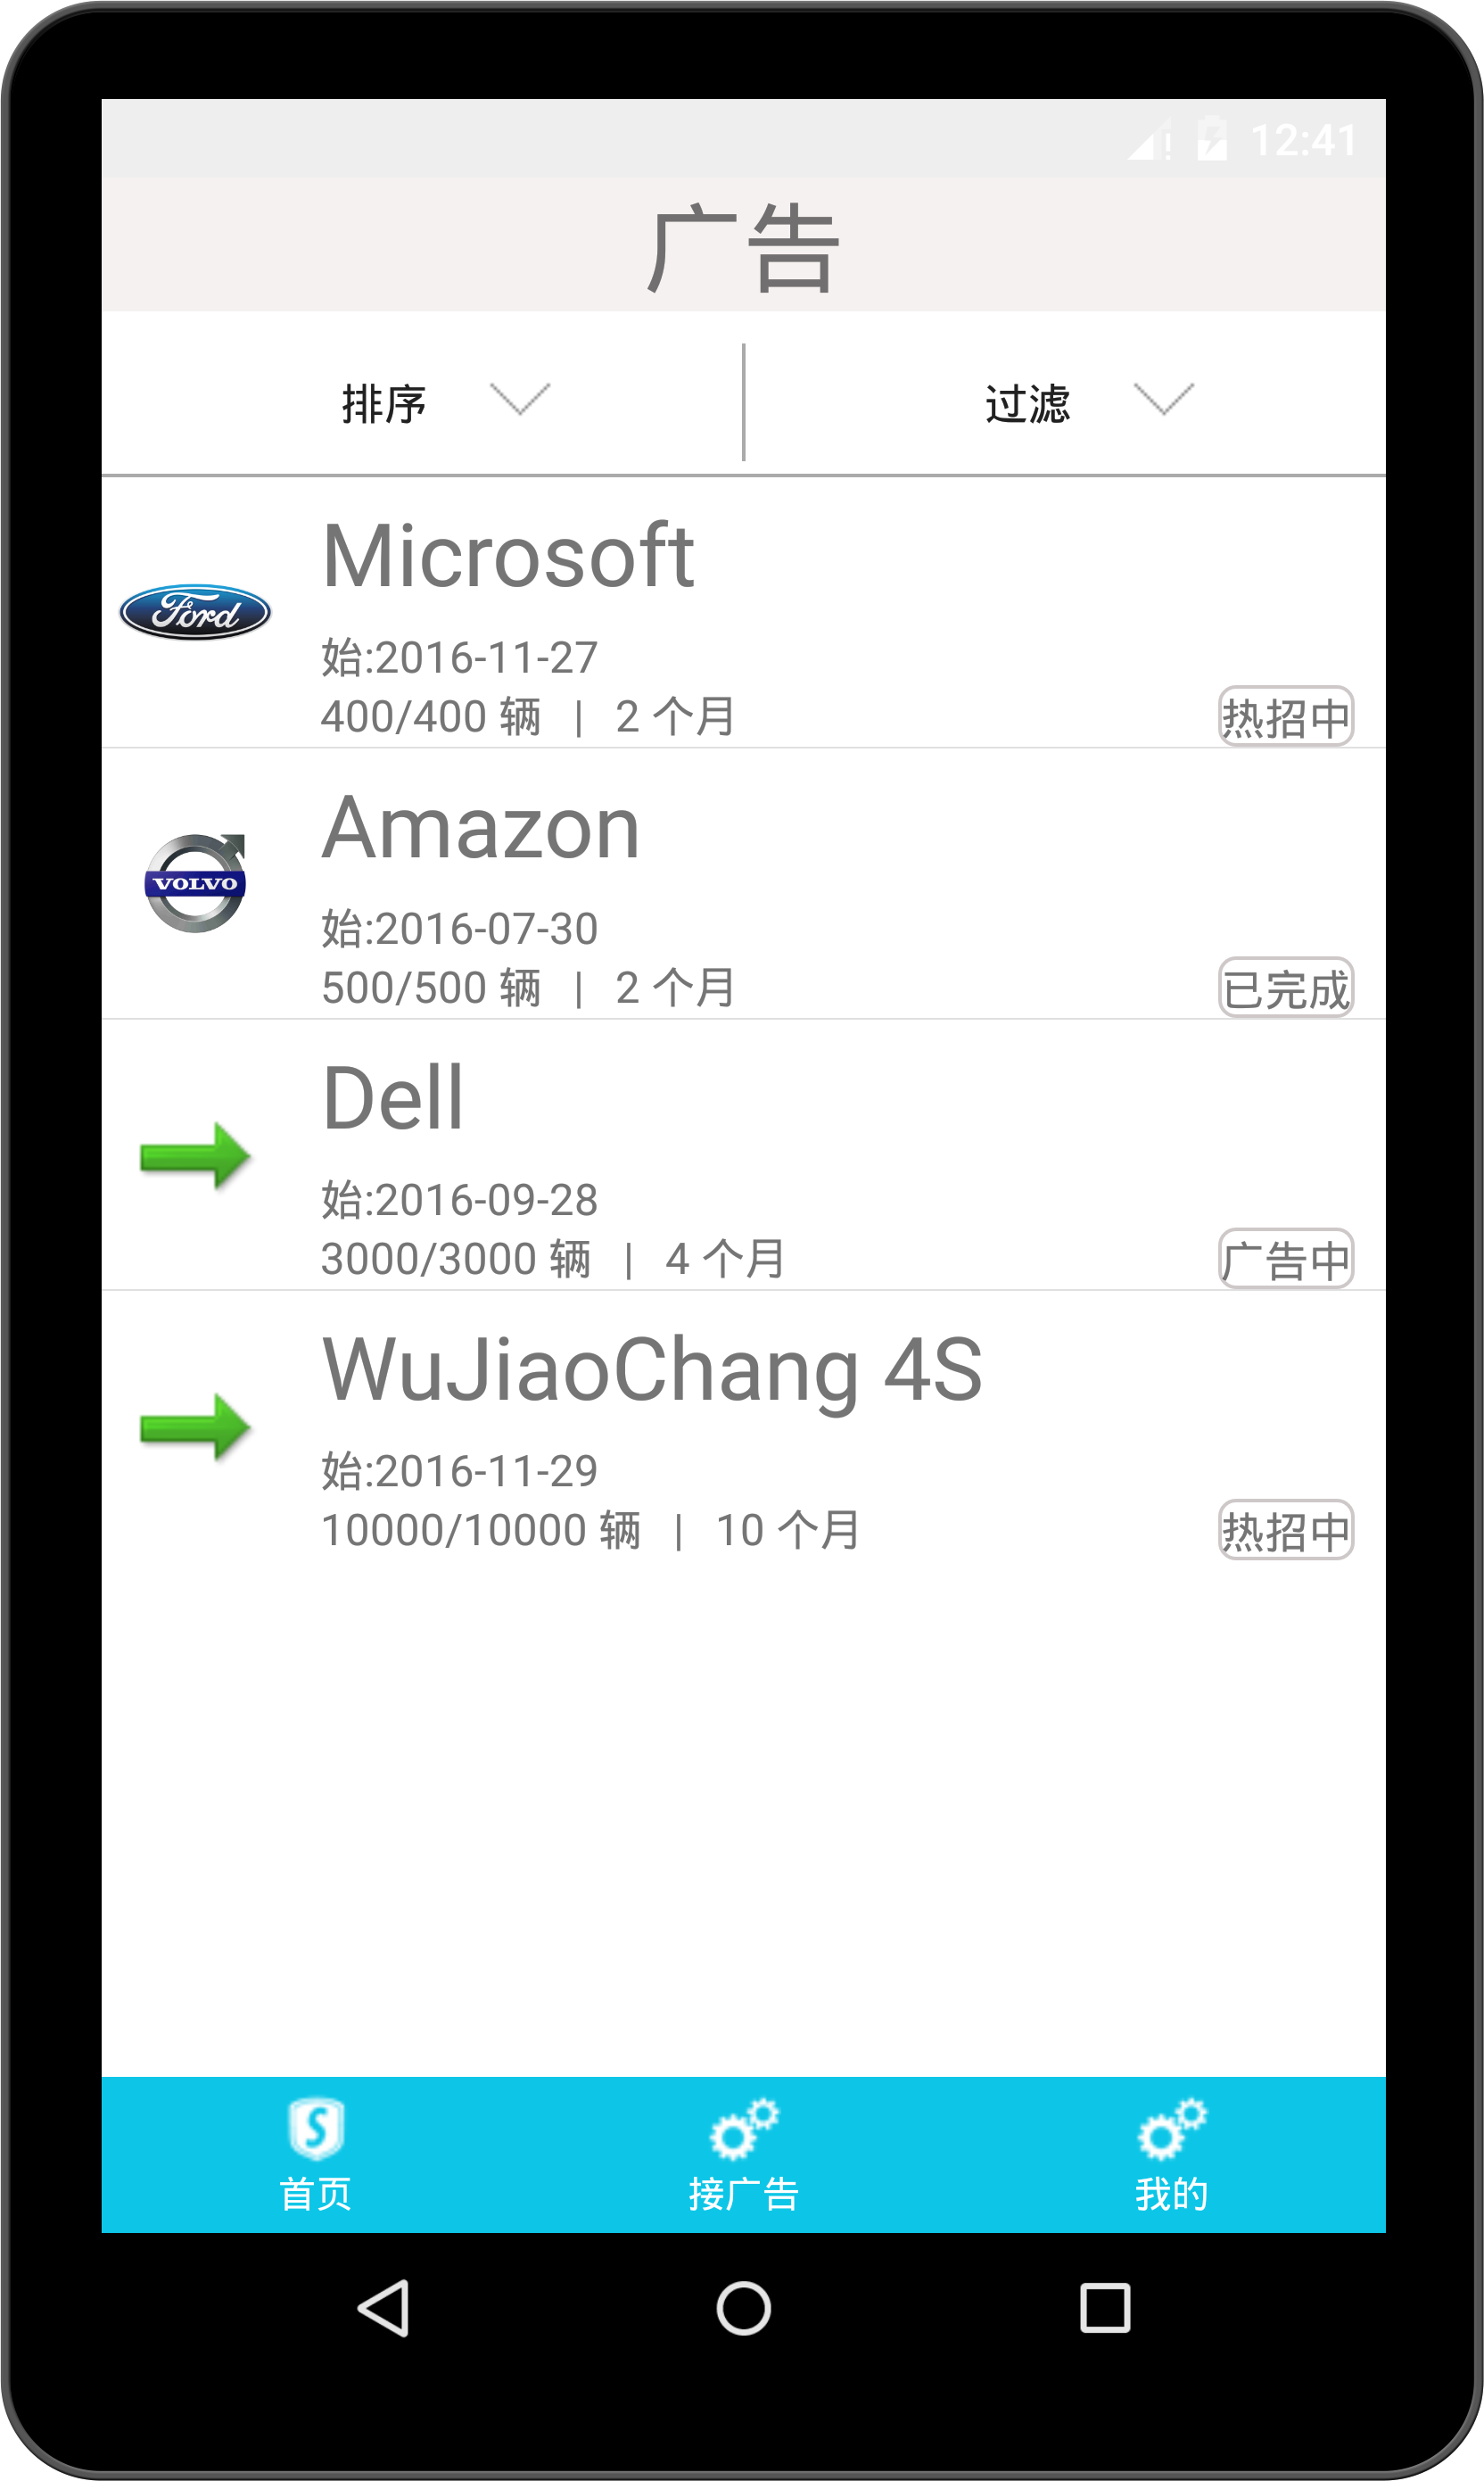 12:41
广告
排序
过滤
Microsoft
Ford
始:2016-11-27
400/400 辆 | 2 个月
热招中
Amazon
VOLVO
始:2016-07-30
500/500 辆 | 2 个月
已完成
Dell
始:2016-09-28
3000/3000 辆 | 4 个月
广告中
WuJiaoChang 4S
始:2016-11-29
10000/10000 辆 | 10 个月
热招中
首页
接广告
我的